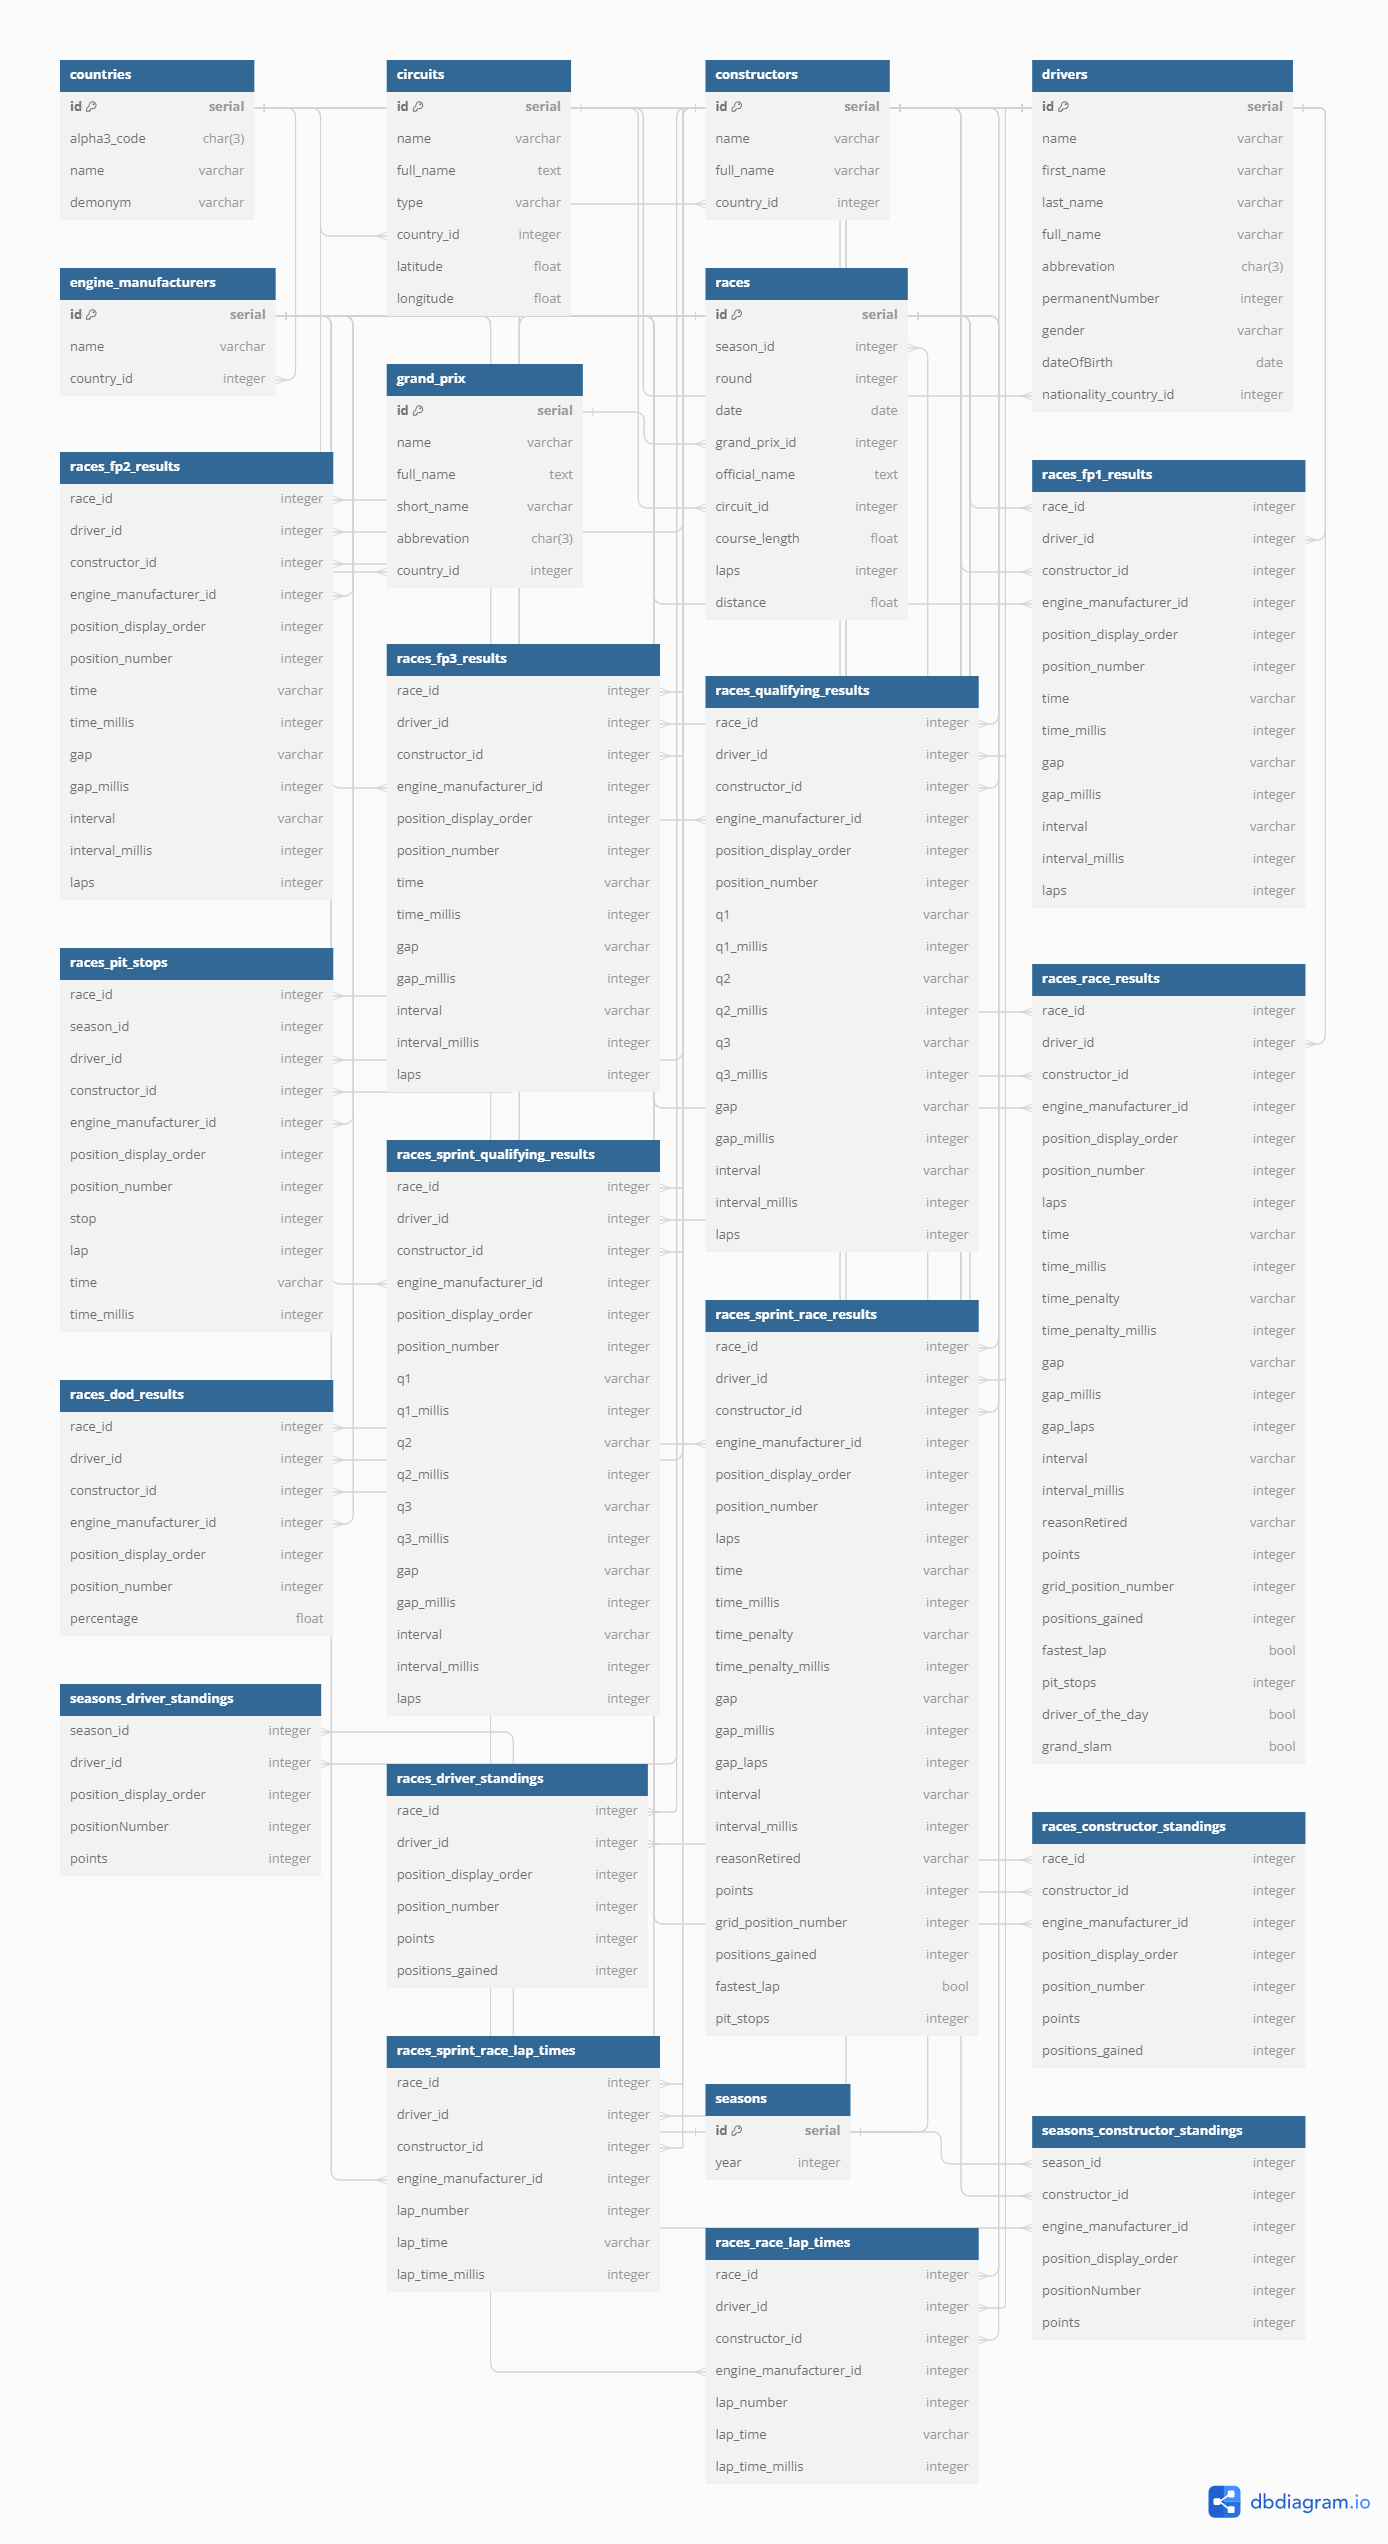 countries
id serial
alpha3_code char(3)
name varchar
demonym varchar
engine_manufacturers
id serial
name varchar
country_id integer
races_fp2_results
race_id integer
driver_id integer
constructor_id integer
engine_manufacturer_id integer
position_display_order integer
position_number integer
time varchar
time_millis integer
gap varchar
gap_millis integer
interval varchar
interval_millis integer
laps integer
races_pit_stops
race_id integer
season_id integer
driver_id integer
constructor_id integer
engine_manufacturer_id integer
position_display_order integer
position_number integer
stop integer
lap integer
time varchar
time_millis integer
races_dod_results
race_id integer
driver_id integer
constructor_id integer
engine_manufacturer_id integer
position_display_order integer
position_number integer
percentage float
seasons_driver_standings
season_id integer
driver_id integer
position_display_order integer
positionNumber integer
points integer
circuits
id serial
name varchar
full_name text
type varchar
country_id integer
latitude float
longitude float
grand_prix
id serial
name varchar
full_name text
short_name varchar
abbrevation char(3)
country_id integer
races_fp3_results
race_id integer
driver_id integer
constructor_id integer
engine_manufacturer_id integer
position_display_order integer
position_number integer
time varchar
time_millis integer
gap varchar
gap_millis integer
interval varchar
interval_millis integer
laps integer
races_sprint_qualifying_results
race_id integer
driver_id integer
constructor_id integer
engine_manufacturer_id integer
position_display_order integer
position_number integer
q1 varchar
q1_millis integer
q2 varchar
q2_millis integer
q3 varchar
q3_millis integer
gap varchar
gap_millis integer
interval varchar
interval_millis integer
laps integer
races_driver_standings
race_id integer
driver_id integer
position_display_order integer
position_number integer
points integer
positions_gained integer
races_sprint_race_lap_times
race_id integer
driver_id integer
constructor_id integer
engine_manufacturer_id integer
lap_number integer
lap_time varchar
lap_time_millis integer
constructors
id serial
name varchar
full_name varchar
country_id integer
races
id serial
season_id integer
round integer
date date
grand_prix_id integer
official_name text
circuit_id integer
course_length float
laps integer
distance float
races_qualifying_results
race_id integer
driver_id integer
constructor_id integer
engine_manufacturer_id integer
position_display_order integer
position_number integer
q1 varchar
q1_millis integer
q2 varchar
q2_millis integer
q3 varchar
q3_millis integer
gap varchar
gap_millis integer
interval varchar
interval_millis integer
laps integer
races_sprint_race_results
race_id integer
driver_id integer
constructor_id integer
engine_manufacturer_id integer
position_display_order integer
position_number integer
laps integer
time varchar
time_millis integer
time_penalty varchar
time_penalty_millis integer
gap varchar
gap_millis integer
gap_laps integer
interval varchar
interval_millis integer
reasonRetired varchar
points integer
grid_position_number integer
positions_gained integer
fastest_lap bool
pit_stops integer
seasons
id serial
year integer
races_race_lap_times
race_id integer
driver_id integer
constructor_id integer
engine_manufacturer_id integer
lap_number integer
lap_time varchar
lap_time_millis integer
drivers
id serial
name varchar
first_name varchar
last_name varchar
full_name varchar
abbrevation char(3)
permanentNumber integer
gender varchar
dateOfBirth date
nationality_country_id integer
races_fp1_results
race_id integer
driver_id integer
constructor_id integer
engine_manufacturer_id integer
position_display_order integer
position_number integer
time varchar
time_millis integer
gap varchar
gap_millis integer
interval varchar
interval_millis integer
laps integer
races_race_results
race_id integer
driver_id integer
constructor_id integer
engine_manufacturer_id integer
position_display_order integer
position_number integer
laps integer
time varchar
time_millis integer
time_penalty varchar
time_penalty_millis integer
gap varchar
gap_millis integer
gap_laps integer
interval varchar
interval_millis integer
reasonRetired varchar
points integer
grid_position_number integer
positions_gained integer
fastest_lap bool
pit_stops integer
driver_of_the_day bool
grand_slam bool
races_constructor_standings
race_id integer
constructor_id integer
engine_manufacturer_id integer
position_display_order integer
position_number integer
points integer
positions_gained integer
seasons_constructor_standings
season_id integer
constructor_id integer
engine_manufacturer_id integer
position_display_order integer
positionNumber integer
points integer
dbdiagram.io